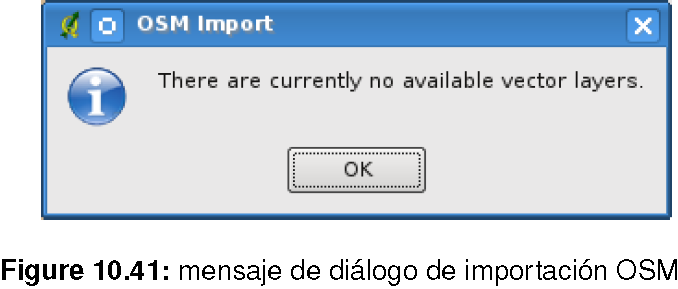 OSM Import
There are currently no available vector layers.
OK
Figure 10.41: mensaje de diálogo de importación OSM